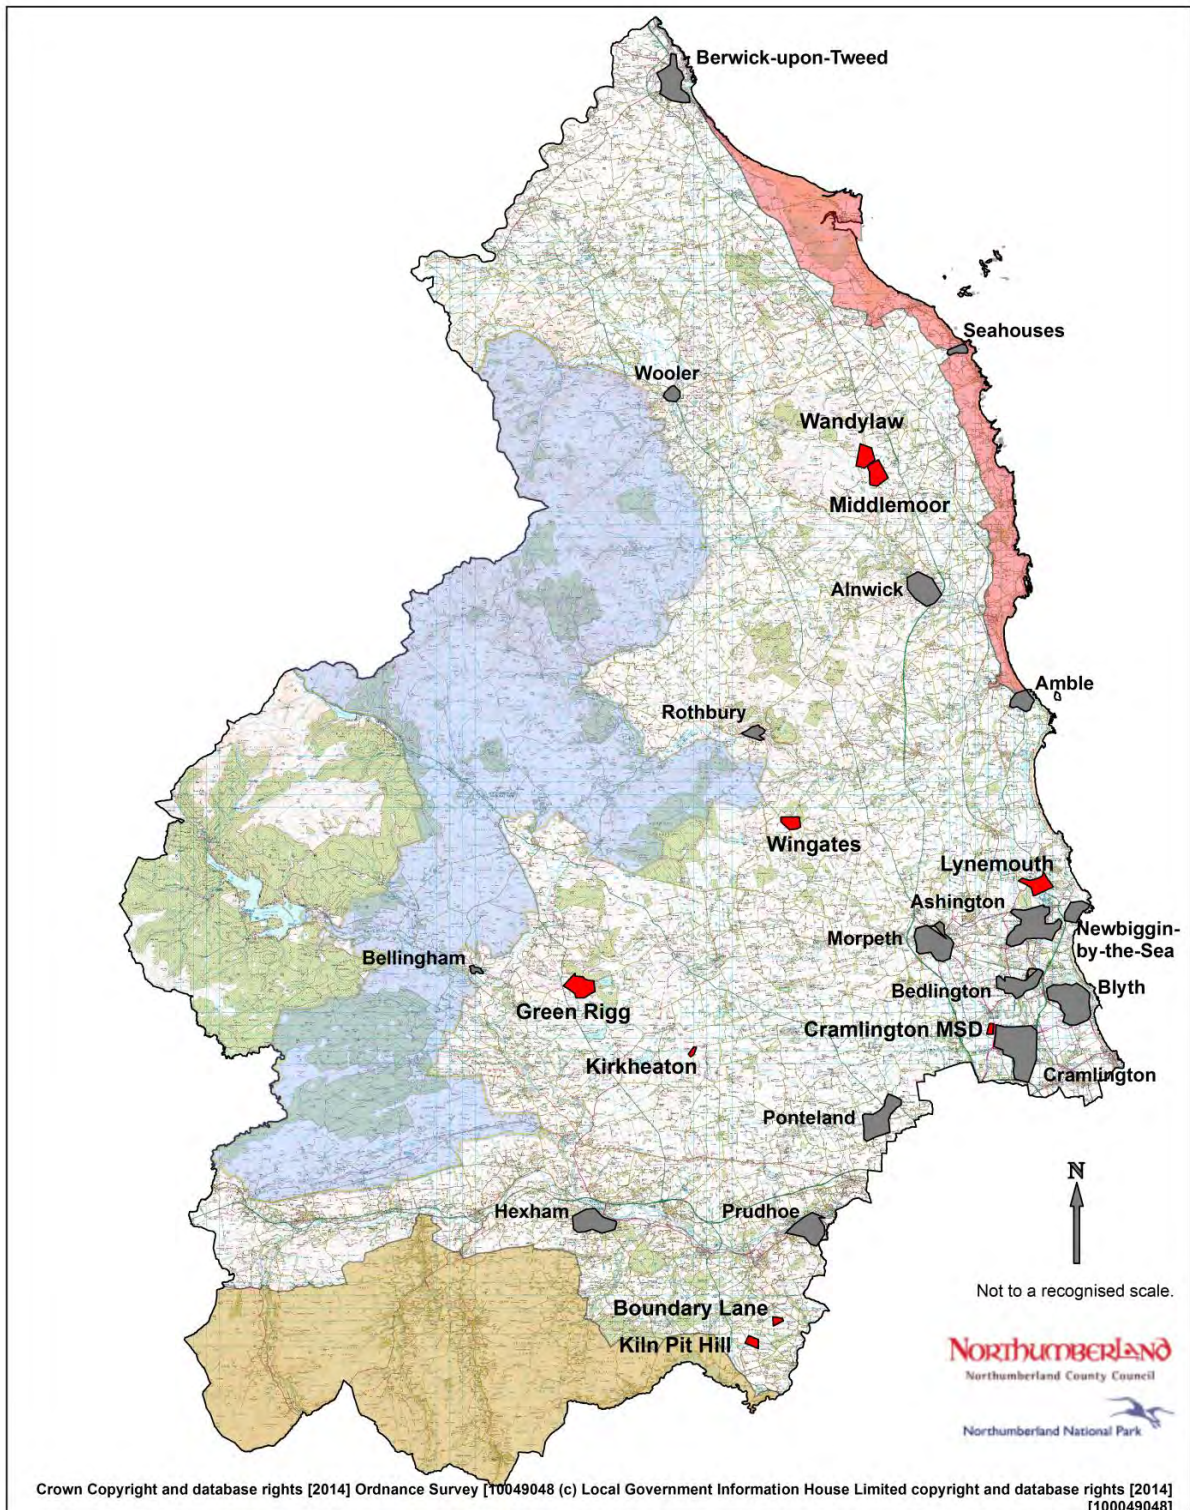 Berwick-upon-Tweed
Seahouses
Wooler
Wandylaw
Middlemoor
Alnwick
Amble
Rothbury
Wingates
Lynemouth
Ashington
Newbiggin-
by-the-Sea
Morpeth
Bellingham
Bedlington
Blyth
Green Rigg
Cramlington MSD
Kirkheaton
Cramlington
Ponteland
N
Hexham
Prudhoe
Not to a recognised scale.
Boundary Lane
Kiln Pit Hill
NORTHUMBERLAND
Northumberland County Council
Northumberland National Park
Crown Copyright and database rights [2014] Ordnance Survey [10049048 (c) Local Government Information House Limited copyright and database rights [2014]
[100049048]